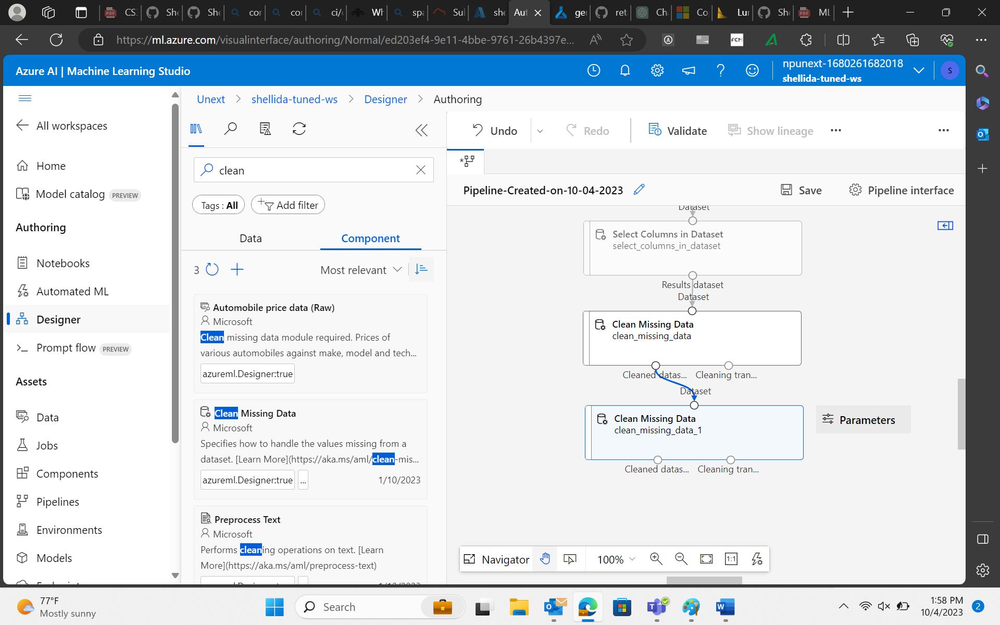 CS
She
She
cor
cor
ci/c
Wh
spa
Sul
she
Aut
ger
ret
Cha
Co
Lur
She
ML
https://ml.azure.com/visualinterface/authoring/Normal/ed203ef4-9e11-4bbe-9761-26b4397e...
FCM
Azure AI | Machine Learning Studio
npunext-1680261682018
shellida-tuned-ws
S
All workspaces
Home
Model catalog PREVIEW
Authoring
Notebooks
Automated ML
Designer
Prompt flow PREVIEW
Assets
Data
Jobs
Components
Pipelines
Environments
Models
Unext > shellida-tuned-ws > Designer > Authoring
clean
Tags : All
Add filter
Data
Component
3
Most relevant
Automobile price data (Raw)
Microsoft
Clean missing data module required. Prices of
various automobiles against make, model and tech...
azureml.Designer:true
Clean Missing Data
Microsoft
Specifies how to handle the values missing from a
dataset. [Learn More](https://aka.ms/aml/clean-mis...
azureml.Designer:true
...
1/10/2023
Preprocess Text
Microsoft
Performs cleaning operations on text. [Learn
More](https://aka.ms/aml/preprocess-text)
Undo
Redo
Validate
Show lineage
Pipeline-Created-on-10-04-2023
Save
Pipeline interface
Dataset
Select Columns in Dataset
select_columns_in_dataset
Results dataset
Dataset
Clean Missing Data
clean_missing_data
Cleaned datas...
Cleaning tran...
Dataset
Clean Missing Data
clean_missing_data_1
Parameters
Cleaned datas...
Cleaning tran...
Navigator
100%
1:1
77°F
Mostly sunny
Search
1:58 PM
10/4/2023
2